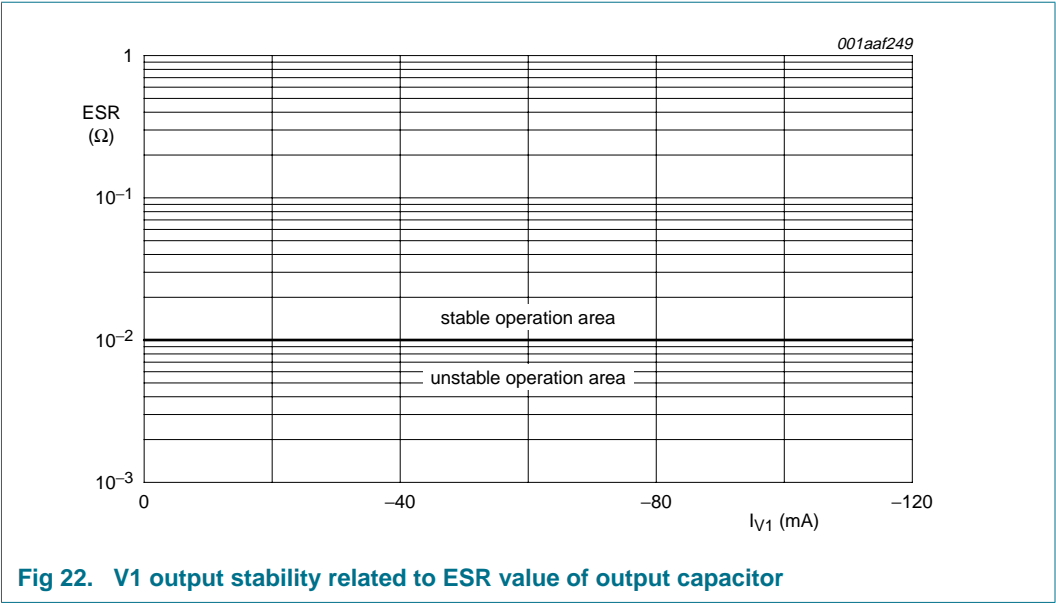 001aaf249
1
ESR
(Ω)
10−1
stable operation area
10−2
unstable operation area
10−3
0
−40
−80
−120
IV1 (mA)
Fig 22. V1 output stability related to ESR value of output capacitor